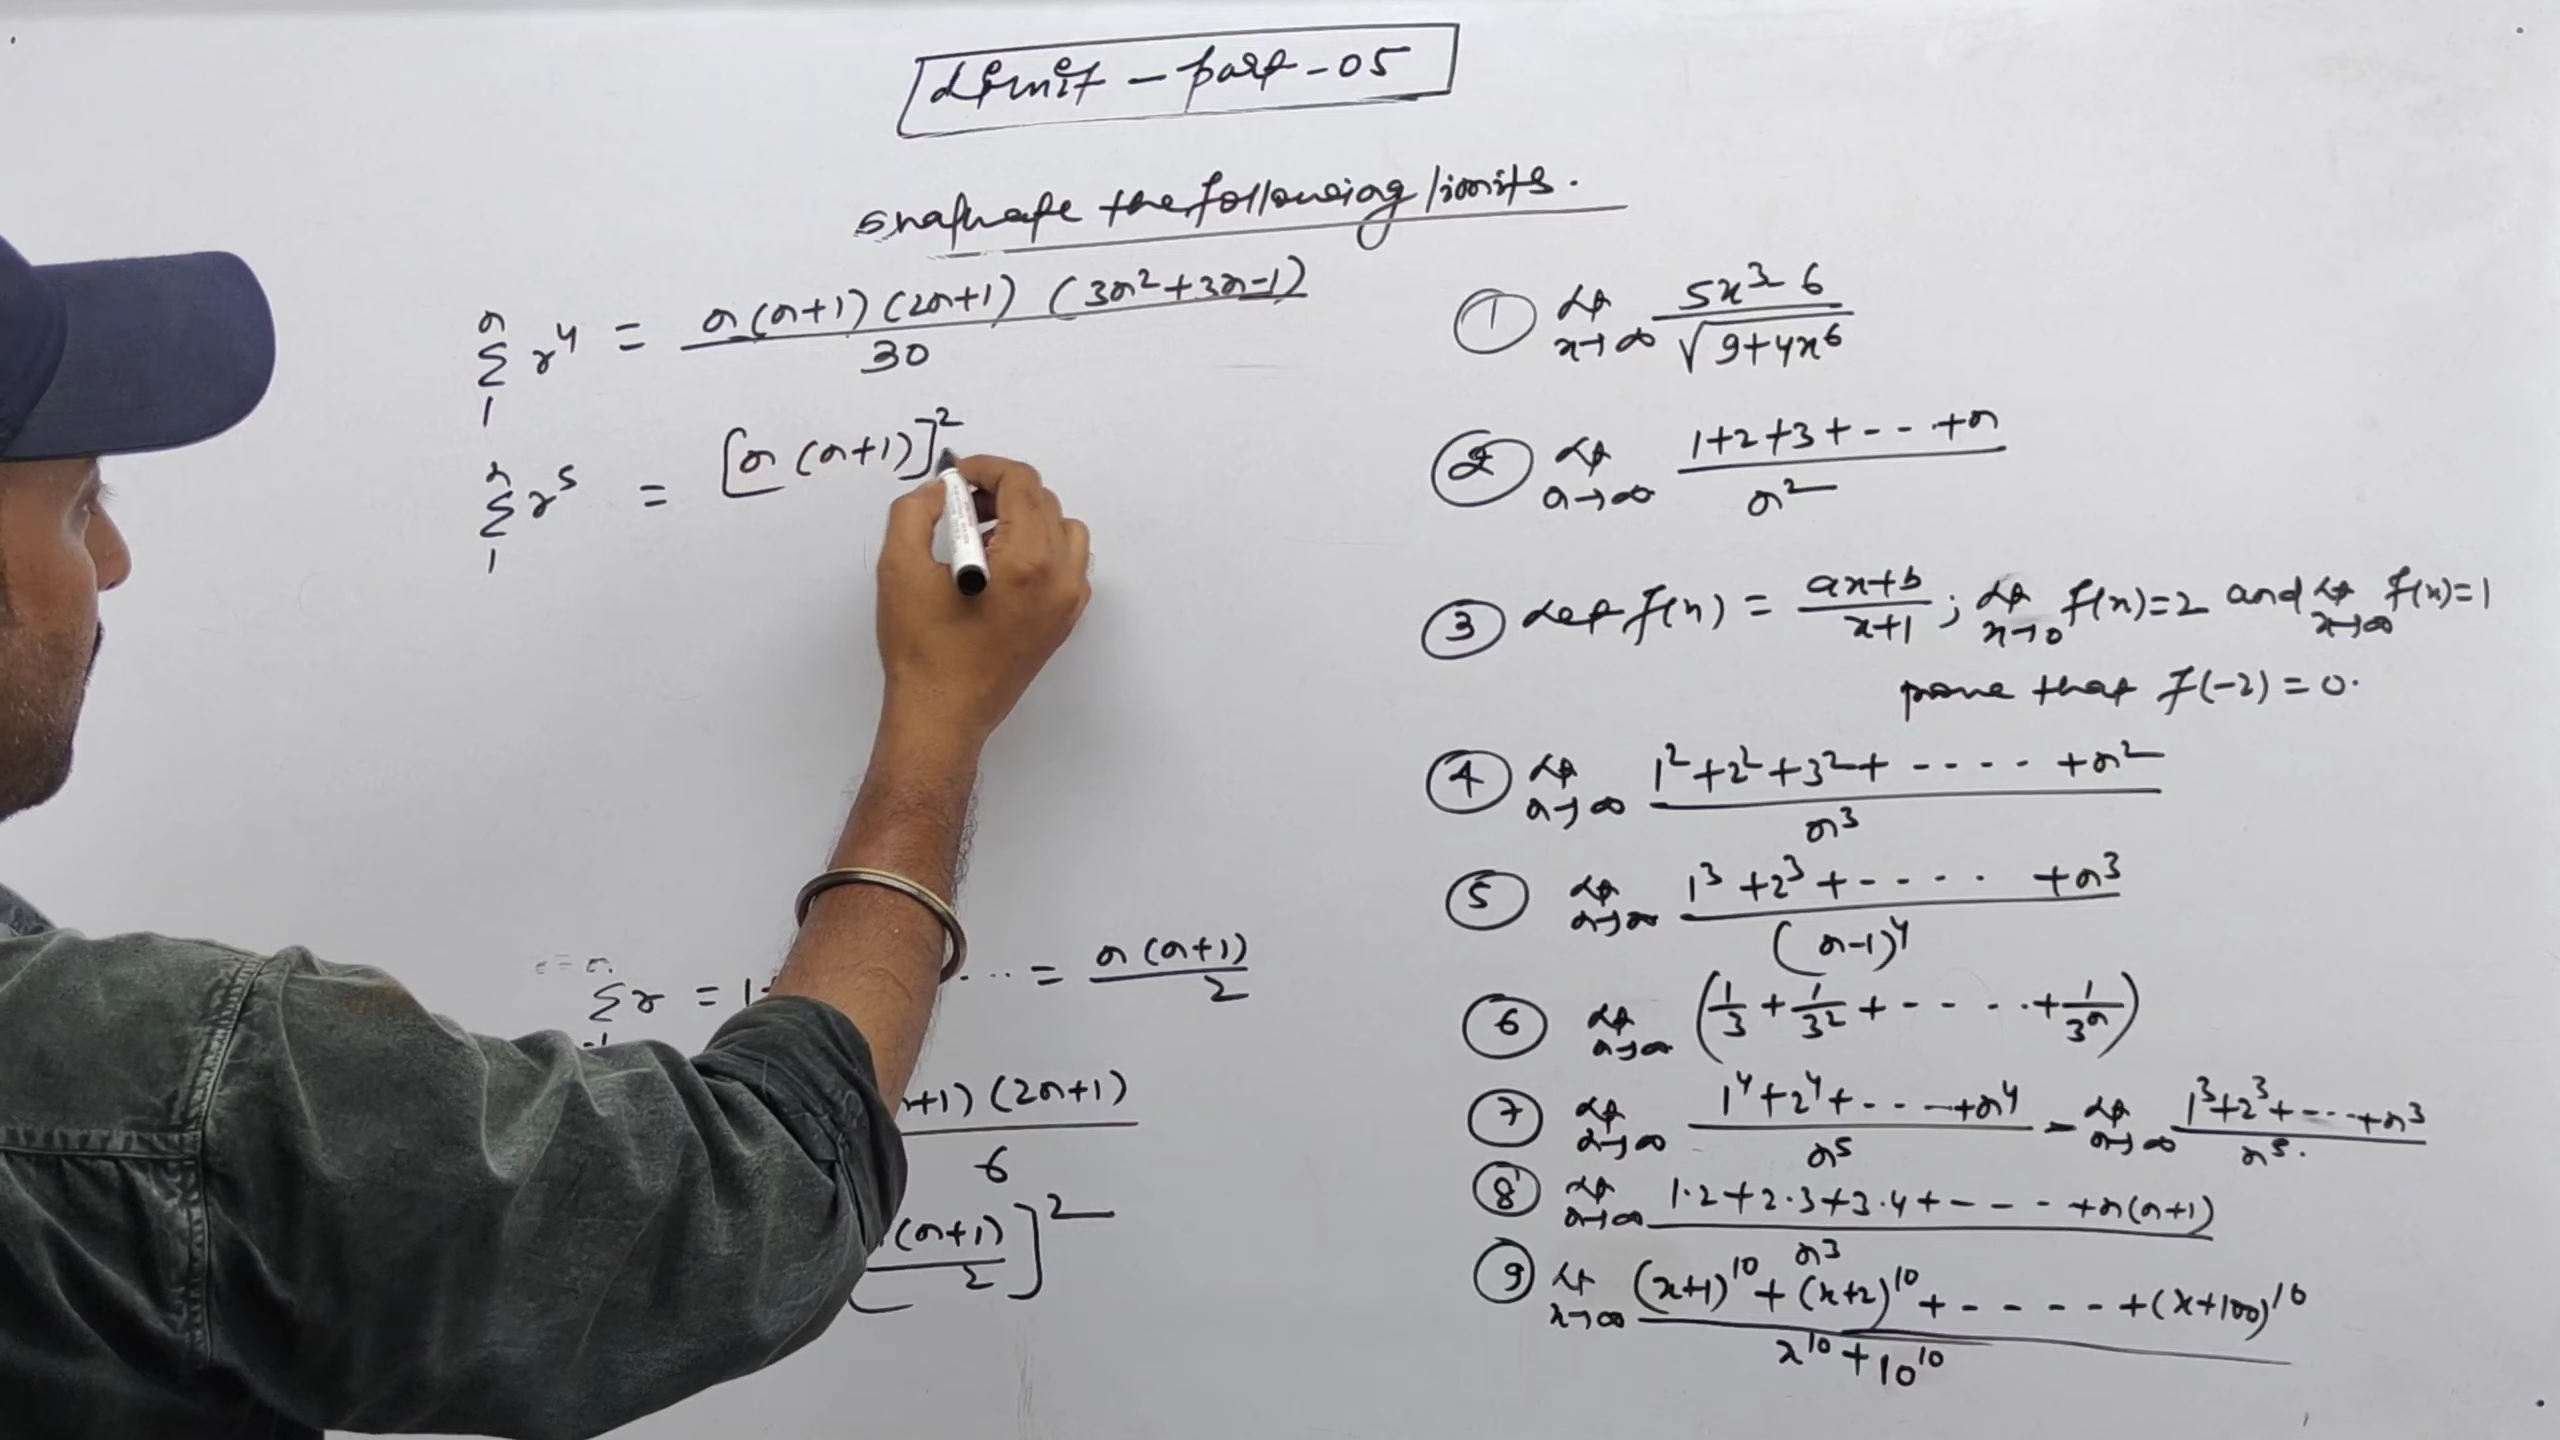 Limit - part - 05
Evaluate the following limits.
n Σ 1 r⁴ = n(n+1)(2n+1)(3n²+3n-1) / 30
n Σ 1 r⁵ = [n(n+1)]²
n Σ r = 1+ ... = n(n+1) / 2
+1)(2n+1) / 6
(n+1) / 2]²
① Lt x→∞ 5x³-6 / √9+4x⁶
② Lt n→∞ 1+2+3+--+n / n²
③ Let f(x) = ax+b / x+1 ; Lt x→0 f(x)=2 and Lt x→∞ f(x)=1
prove that f(-2)=0.
④ Lt n→∞ 1²+2²+3²+----+n² / n³
⑤ Lt n→∞ 1³+2³+-----+n³ / (n-1)⁴
⑥ Lt n→∞ (1/3 + 1/3² + ----+ 1/3ⁿ)
⑦ Lt n→∞ 1⁴+2⁴+---+n⁴ / n⁵ - Lt n→∞ 1³+2³+---+n³ / n⁵.
⑧ Lt n→∞ 1·2+2·3+3·4+---+n(n+1) / n³
⑨ Lt x→∞ (x+1)¹⁰+(x+2)¹⁰+-----+(x+100)¹⁰ / x¹⁰+10¹⁰